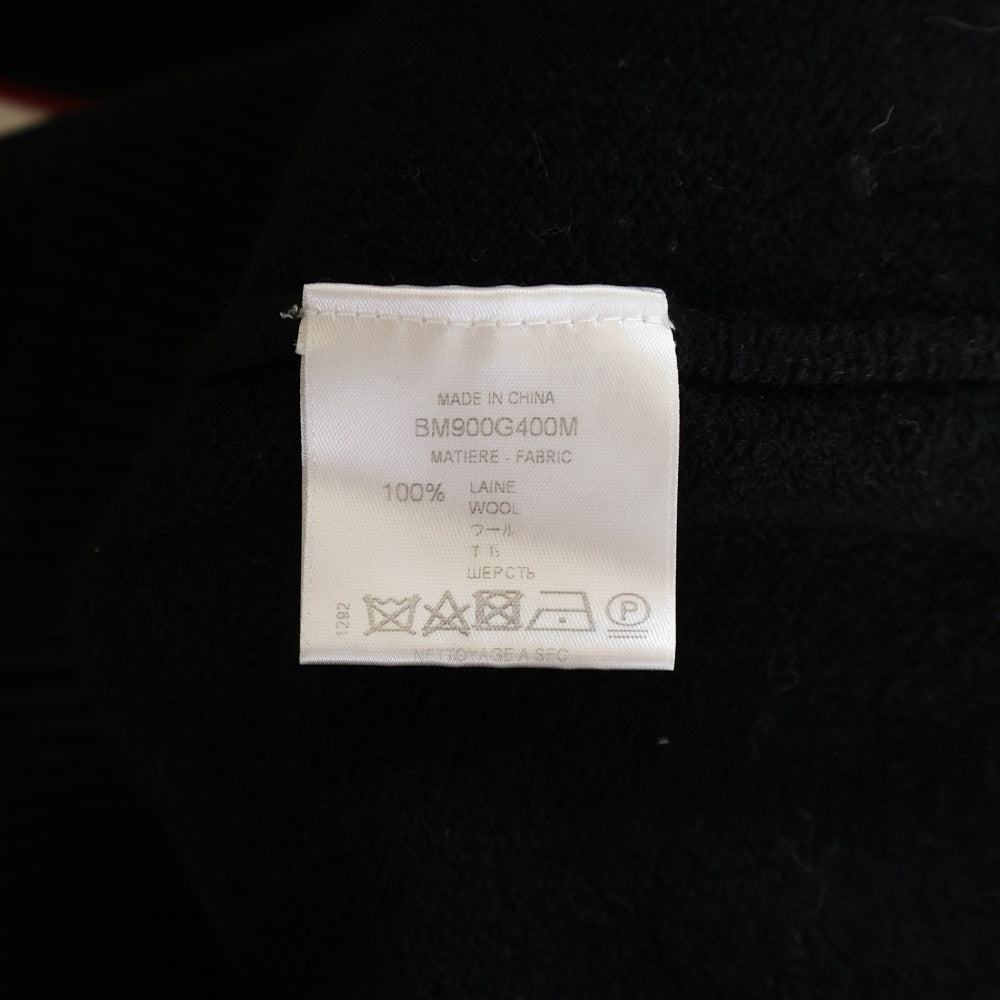 MADE IN CHINA
BM900G400M
MATIERE - FABRIC
100% LAINE
WOOL
ウール
ШЕРСТЬ
1292
P
NETTOYAGE A SEC